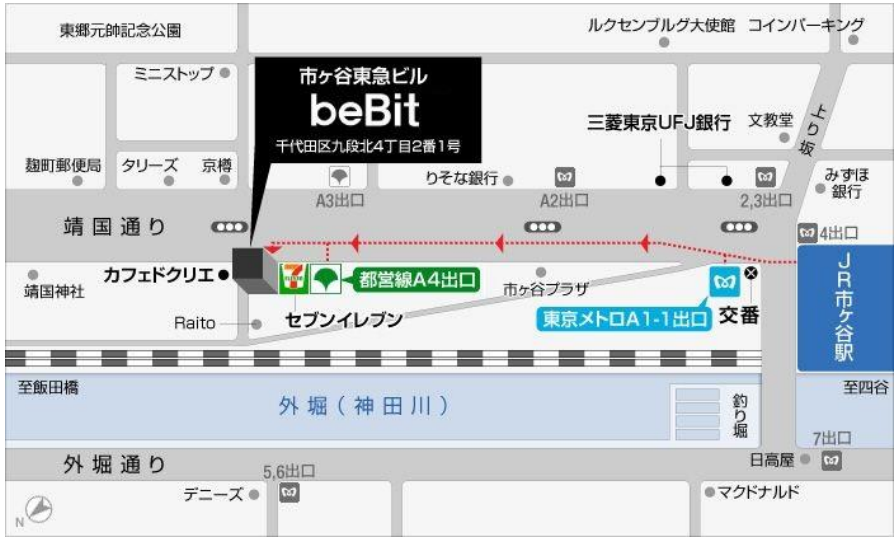 東郷元帥記念公園
ルクセンブルグ大使館
コインパーキング
ミニストップ
市ヶ谷東急ビル
beBit
千代田区九段北4丁目2番1号
三菱東京UFJ銀行
文教堂
上り坂
麹町郵便局
タリーズ
京樽
りそな銀行
みずほ
銀行
A3出口
A2出口
2,3出口
靖国通り
4出口
靖国神社
カフェドクリエ
7
都営線A4出口
市ヶ谷プラザ
JR市ヶ谷駅
Raito
セブンイレブン
東京メトロA1-1出口
交番
至飯田橋
外堀(神田川)
釣り堀
至四谷
7出口
外堀通り
5,6出口
日高屋
デニーズ
マクドナルド
N